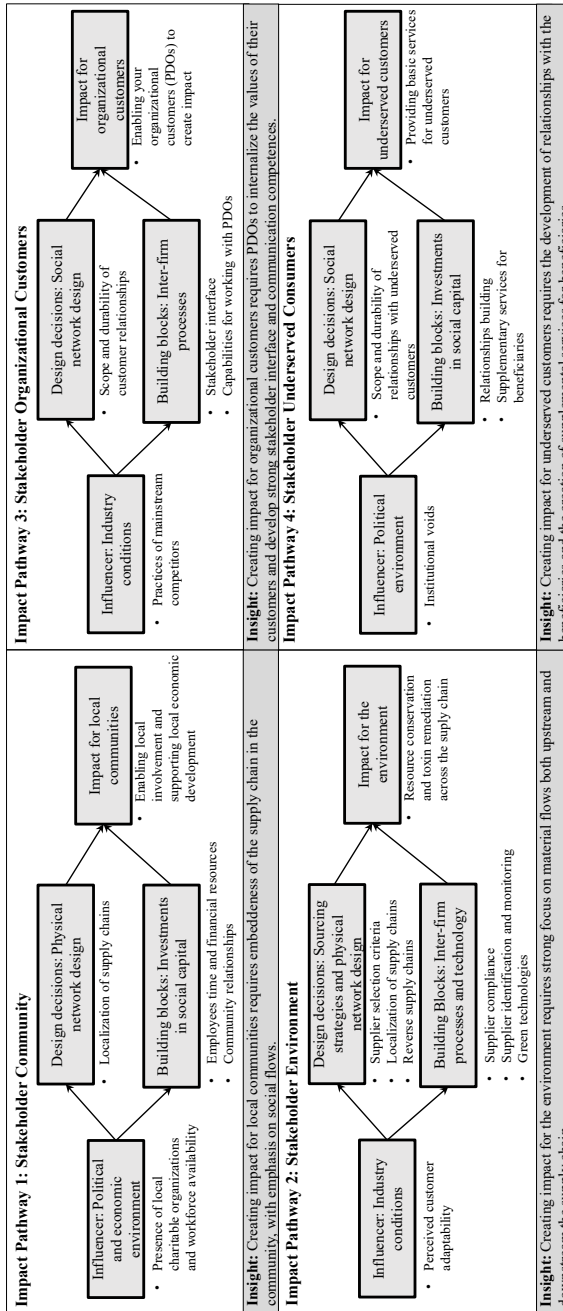 Impact Pathway 1: Stakeholder Community
Influencer: Political
and economic
environment
• Presence of local
charitable organizations
and workforce availability
Design decisions: Physical
network design
• Localization of supply chains
Building blocks: Investments
in social capital
• Employees time and financial resources
• Community relationships
Impact for local
communities
• Enabling local
involvement and
supporting local economic
development
Insight: Creating impact for local communities requires embeddeness of the supply chain in the
community, with emphasis on social flows.
Impact Pathway 2: Stakeholder Environment
Influencer: Industry
conditions
• Perceived customer
adaptability
Design decisions: Sourcing
strategies and physical
network design
• Supplier selection criteria
• Localization of supply chains
• Reverse supply chains
Building Blocks: Inter-firm
processes and technology
• Supplier compliance
• Supplier identification and monitoring
• Green technologies
Impact for the
environment
• Resource conservation
and toxin remediation
across the suply chain
Insight: Creating impact for the environment requires strong focus on material flows both upstream and
Impact Pathway 3: Stakeholder Organizational Customers
Influencer: Industry
conditions
• Practices of mainstream
competitors
Design decisions: Social
network design
• Scope and durability of
customer relationships
Building blocks: Inter-firm
processes
• Stakeholder interface
• Capabilities for working with PDOs
Impact for
organizational
customers
• Enabling your
organizational
customers (PDOs) to
create impact
Insight: Creating impact for organizational customers requires PDOs to internalize the values of their
customers and develop strong stakeholder interface and communication competences.
Impact Pathway 4: Stakeholder Underserved Consumers
Influencer: Political
environment
• Institutional voids
Design decisions: Social
network design
• Scope and durability of
relationships with underserved
customers
Building blocks: Investments
in social capital
• Relationships building
• Supplementary services for
beneficiaries
Impact for
underserved customers
• Providing basic services
for underserved
customers
Insight: Creating impact for underserved customers requires the development of relationships with the